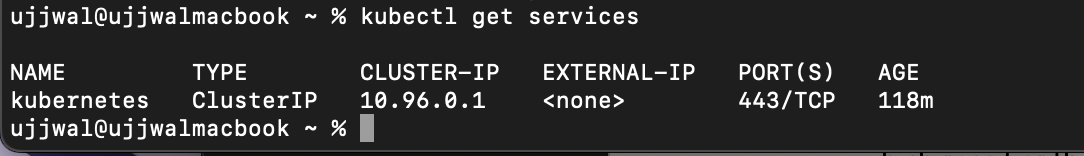 ujjwal@ujjwalmacbook ~ % kubectl get services
NAME TYPE CLUSTER-IP EXTERNAL-IP PORT(S) AGE
kubernetes ClusterIP 10.96.0.1 <none> 443/TCP 118m
ujjwal@ujjwalmacbook ~ %